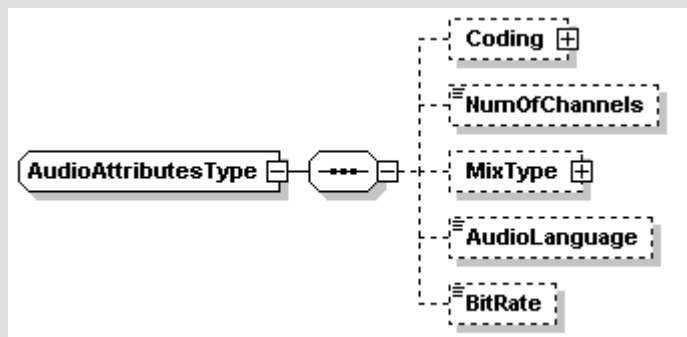 Coding
NumOfChannels
AudioAttributesType
MixType
AudioLanguage
BitRate